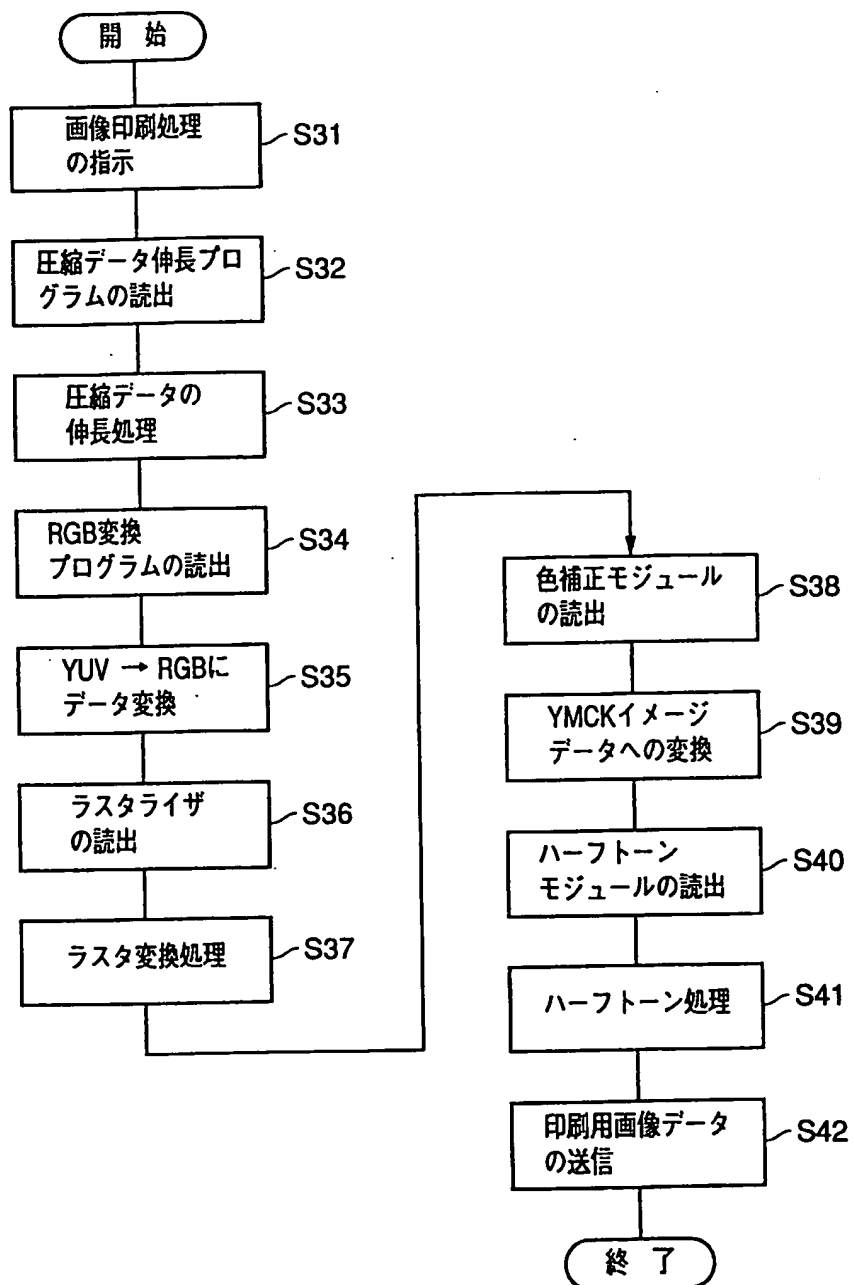 開 始
画像印刷処理
の指示
S31
圧縮データ伸長プロ
グラムの読出
S32
圧縮データの
伸長処理
S33
RGB変換
プログラムの読出
S34
YUV → RGBに
データ変換
S35
ラスタライザ
の読出
S36
ラスタ変換処理
S37
色補正モジュール
の読出
S38
YMCKイメージ
データへの変換
S39
ハーフトーン
モジュールの読出
S40
ハーフトーン処理
S41
印刷用画像データ
の送信
S42
終 了